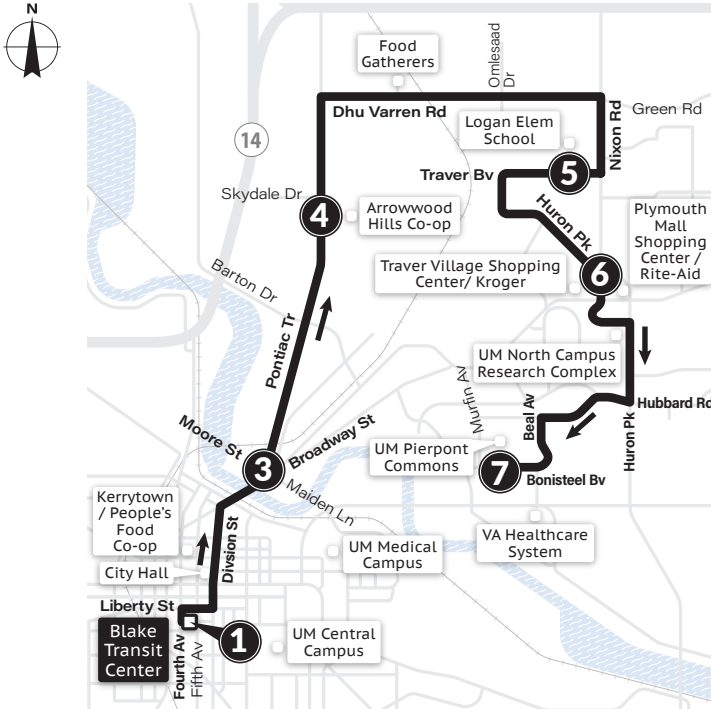 N
Food
Gatherers
Omlesaad
Dr
Dhu Varren Rd
Green Rd
Nixon Rd
Logan Elem
School
14
Traver Bv
5
Skydale Dr
4
Arrowwood
Hills Co-op
Huron Pk
Plymouth
Mall
Shopping
Center /
Rite-Aid
Barton Dr
Traver Village Shopping
Center/ Kroger
6
Pontiac Tr
UM North Campus
Research Complex
Murfin Av
Beal Av
Hubbard Rd
Huron Pk
Moore St
Broadway St
3
UM Pierpont
Commons
7
Bonisteel Bv
Maiden Ln
Kerrytown
/ People's
Food
Co-op
Divsion St
UM Medical
Campus
VA Healthcare
System
City Hall
Liberty St
Blake
Transit
Center
Fourth Av
Fifth Av
1
UM Central
Campus